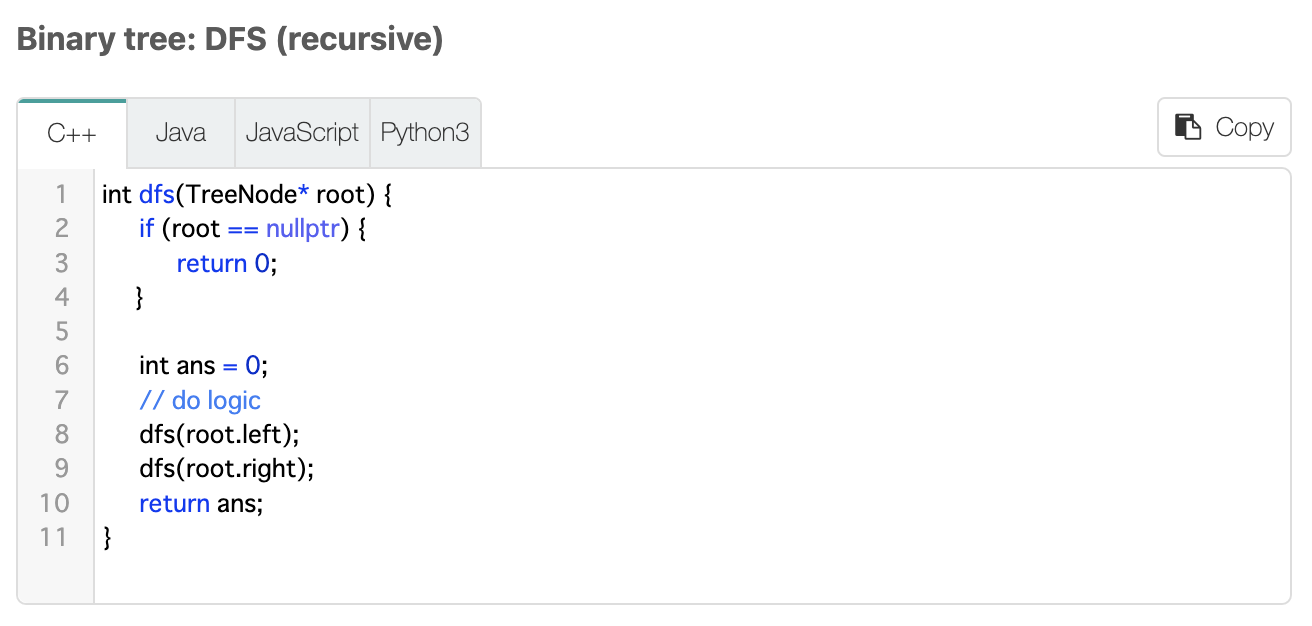 Binary tree: DFS (recursive)
C++ Java JavaScript Python3 Copy
1 int dfs(TreeNode* root) {
2     if (root == nullptr) {
3         return 0;
4     }
5
6     int ans = 0;
7     // do logic
8     dfs(root.left);
9     dfs(root.right);
10     return ans;
11 }